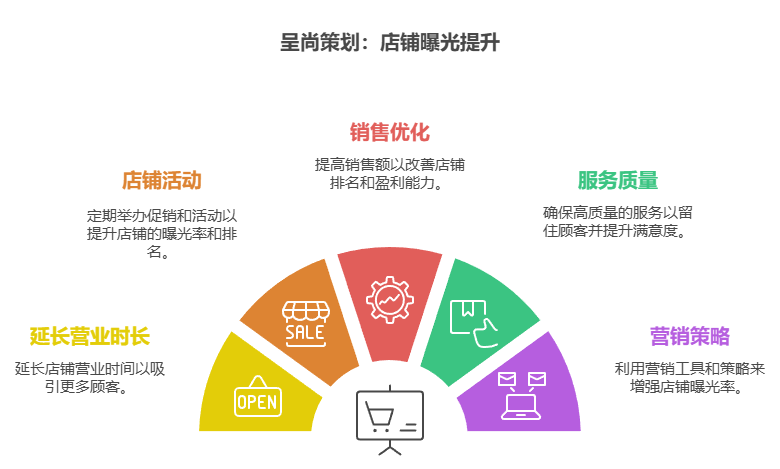 呈尚策划：店铺曝光提升
销售优化
提高销售额以改善店铺
排名和盈利能力。
店铺活动
定期举办促销和活动以
提升店铺的曝光率和排
名。
服务质量
确保高质量的服务以留
住顾客并提升满意度。
延长营业时长
延长店铺营业时间以吸
引更多顾客。
营销策略
利用营销工具和策略来
增强店铺曝光率。
SALE
OPEN